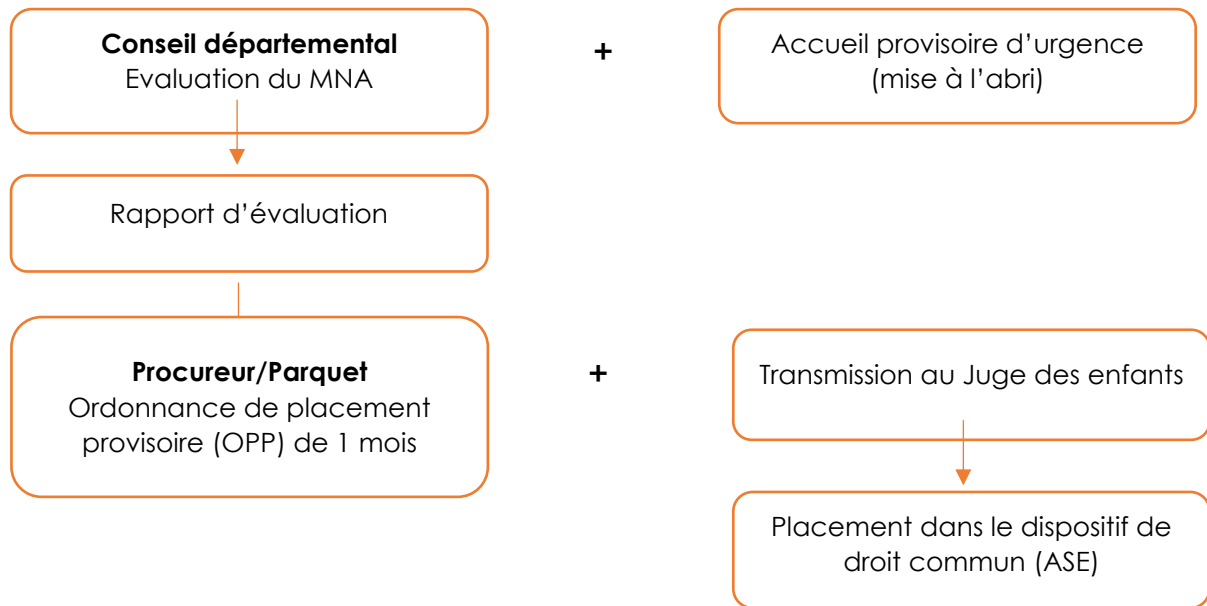 Conseil départemental
Evaluation du MNA
+
Accueil provisoire d’urgence
(mise à l’abri)
Rapport d’évaluation
Procureur/Parquet
Ordonnance de placement
provisoire (OPP) de 1 mois
+
Transmission au Juge des enfants
Placement dans le dispositif de
droit commun (ASE)